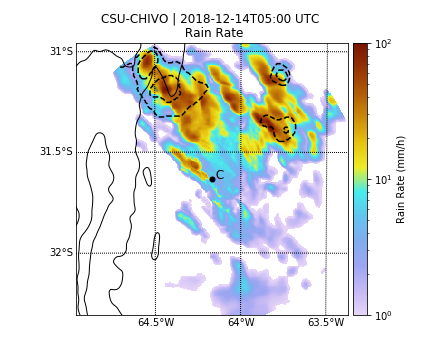 CSU-CHIVO | 2018-12-14T05:00 UTC
Rain Rate
31°S
31.5°S
32°S
64.5°W
64°W
63.5°W
C
10²
10¹
10⁰
Rain Rate (mm/h)